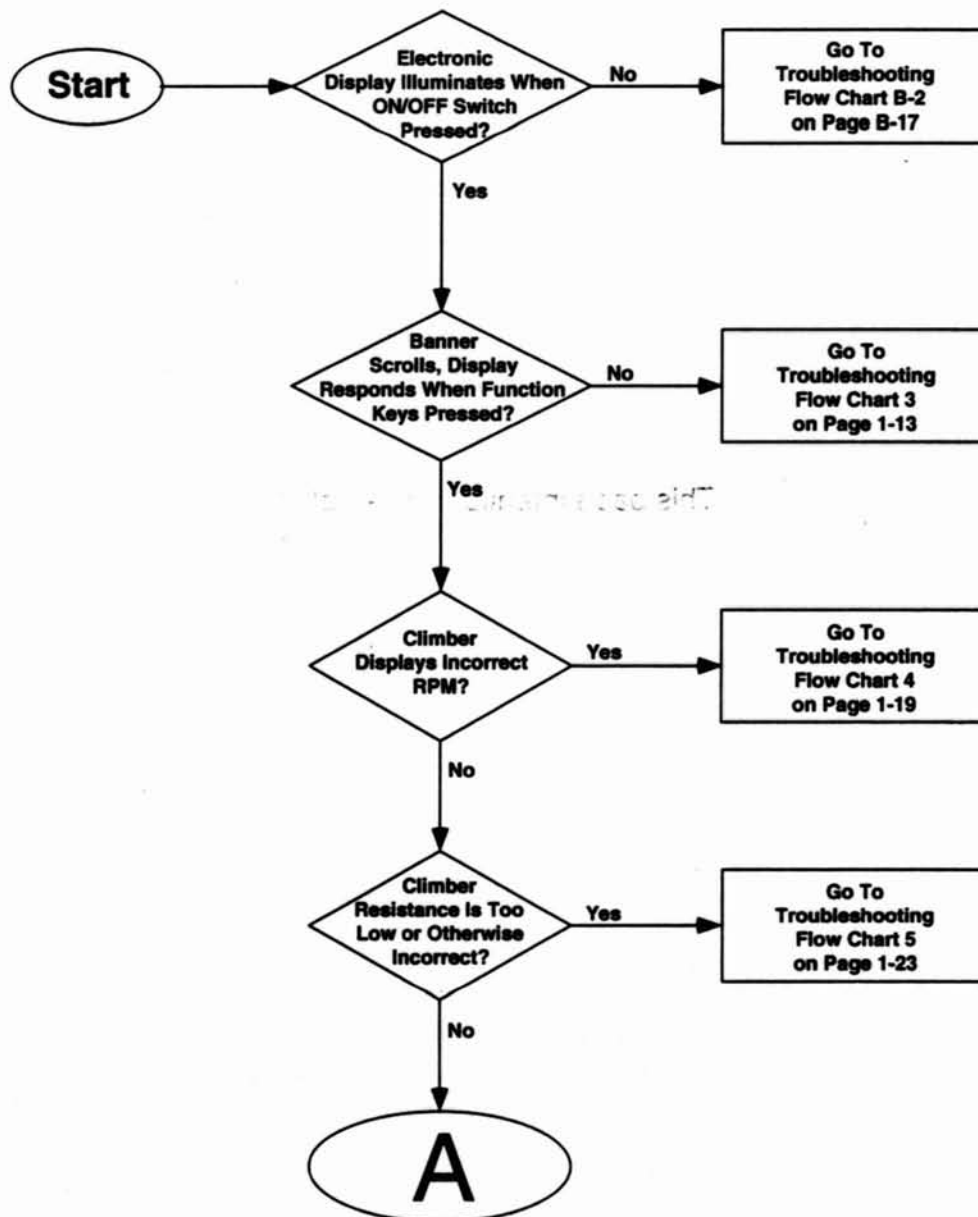 Start
Electronic
Display Illuminates When
ON/OFF Switch
Pressed?
No
Go To
Troubleshooting
Flow Chart B-2
on Page B-17
Yes
Banner
Scrolls, Display
Responds When Function
Keys Pressed?
No
Go To
Troubleshooting
Flow Chart 3
on Page 1-13
Yes
This
Climber
Displays Incorrect
RPM?
Yes
Go To
Troubleshooting
Flow Chart 4
on Page 1-19
No
Climber
Resistance Is Too
Low or Otherwise
Incorrect?
Yes
Go To
Troubleshooting
Flow Chart 5
on Page 1-23
No
A